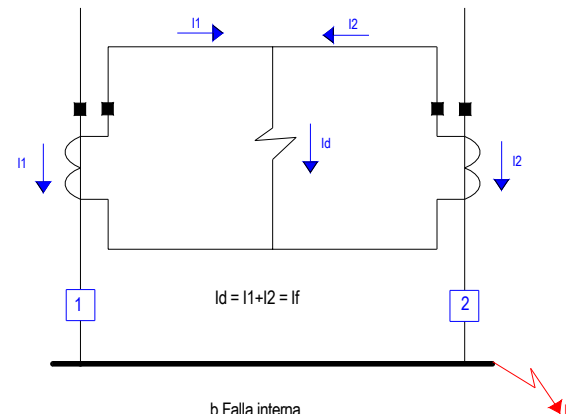 I1
I2
I1
Id
I2
1
Id = I1+I2 = If
2
b Falla interna